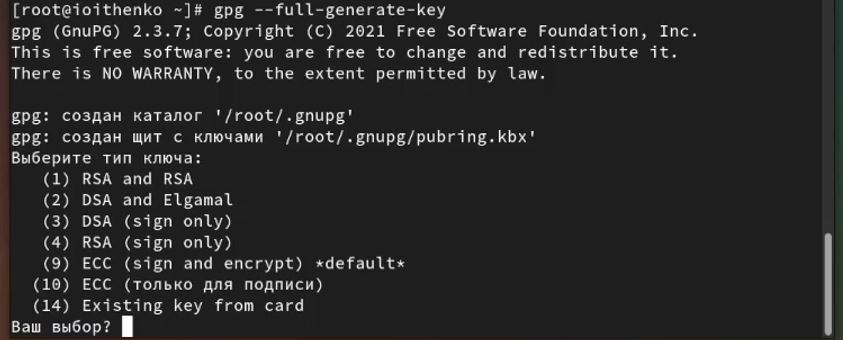 [root@ioithenko ~]# gpg --full-generate-key
gpg (GnuPG) 2.3.7; Copyright (C) 2021 Free Software Foundation, Inc.
This is free software: you are free to change and redistribute it.
There is NO WARRANTY, to the extent permitted by law.

gpg: создан каталог '/root/.gnupg'
gpg: создан щит с ключами '/root/.gnupg/pubring.kbx'
Выберите тип ключа:
   (1) RSA and RSA
   (2) DSA and Elgamal
   (3) DSA (sign only)
   (4) RSA (sign only)
   (9) ECC (sign and encrypt) *default*
  (10) ECC (только для подписи)
  (14) Existing key from card
Ваш выбор?